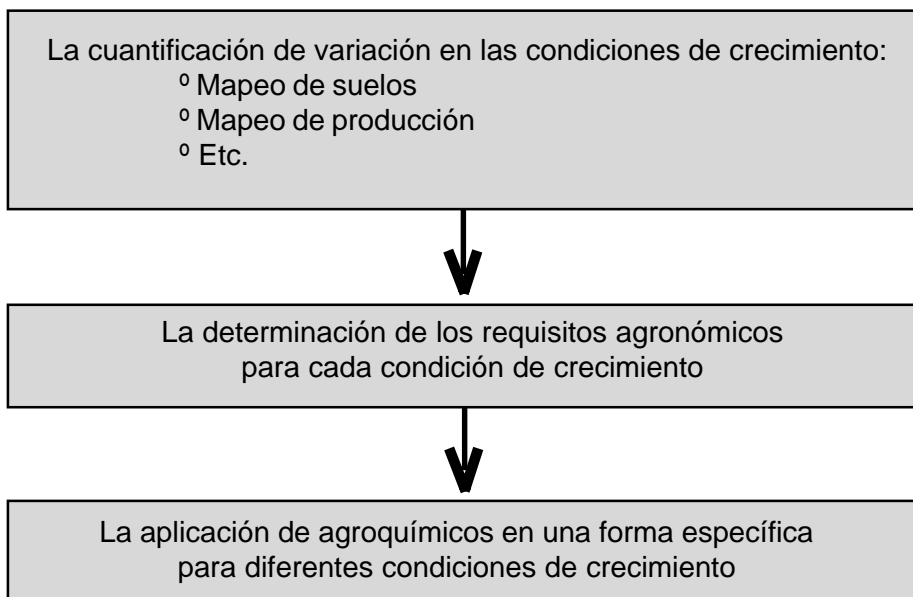 La cuantificación de variación en las condiciones de crecimiento:
º Mapeo de suelos
º Mapeo de producción
º Etc.
La determinación de los requisitos agronómicos
para cada condición de crecimiento
La aplicación de agroquímicos en una forma específica
para diferentes condiciones de crecimiento